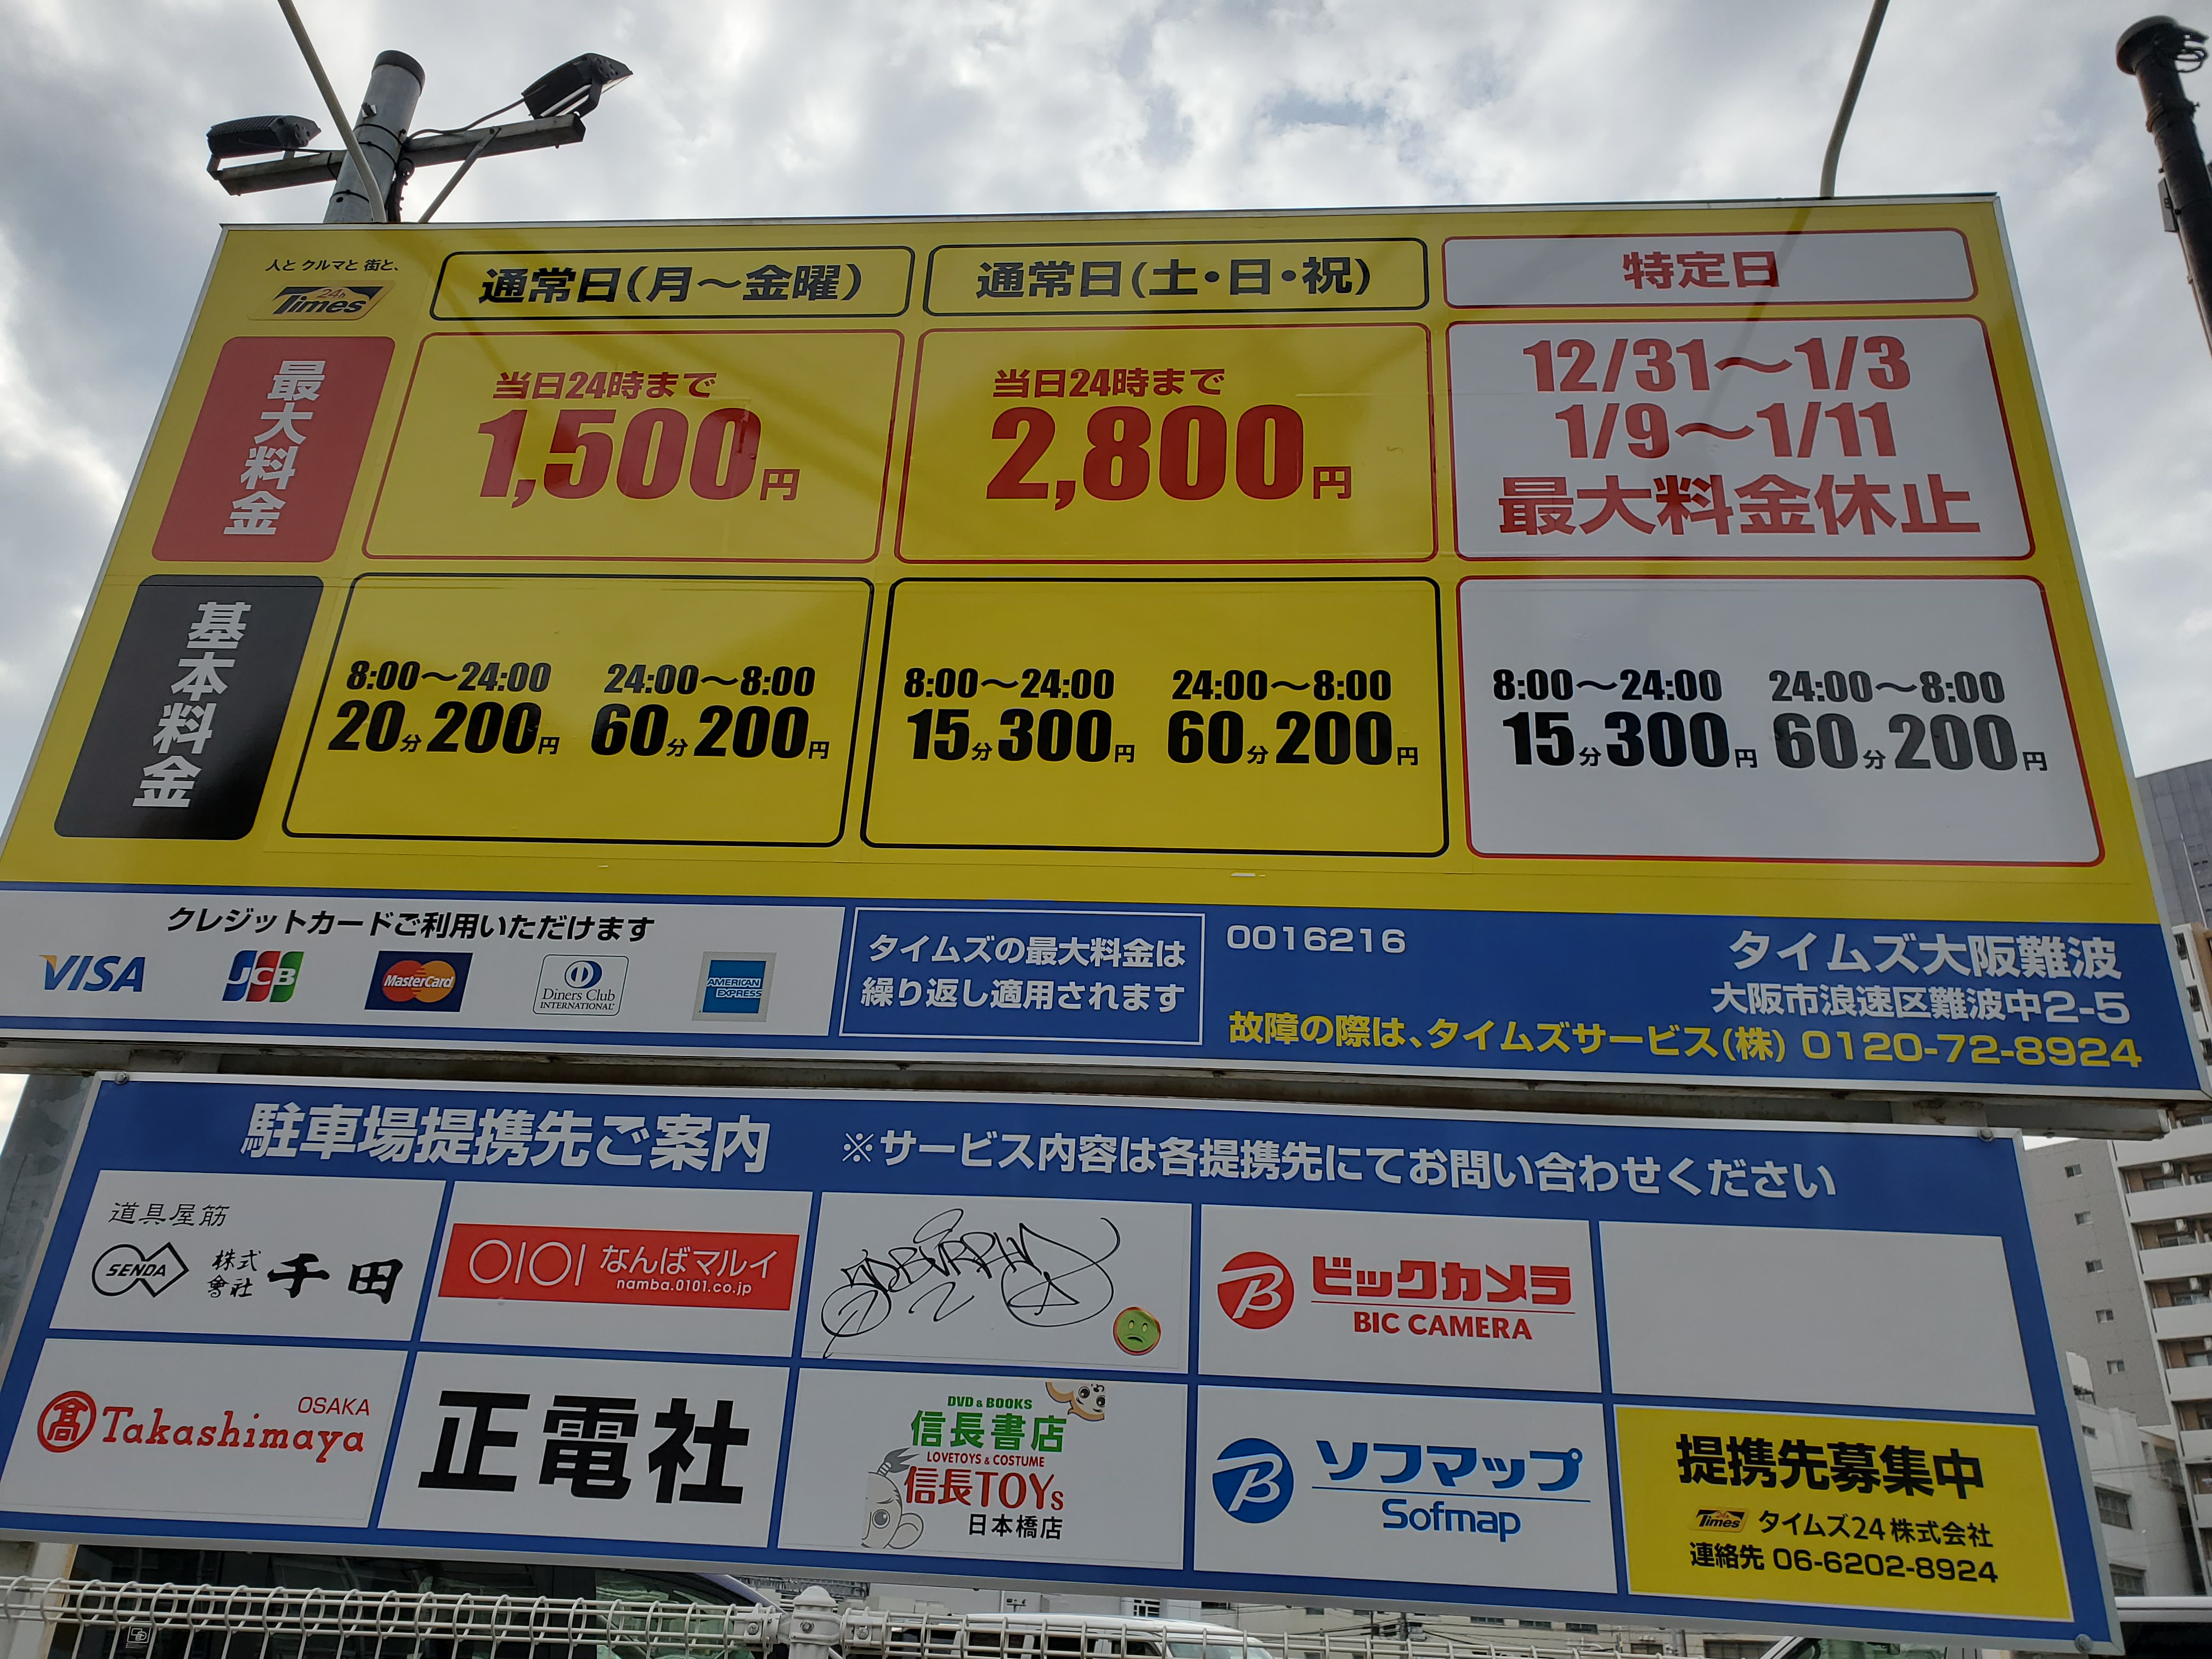 人と クルマと 街と、
24h
Times
通常日(月～金曜)
通常日(土・日・祝)
特定日
最大料金
当日24時まで
1,500円
当日24時まで
2,800円
12/31～1/3
1/9～1/11
最大料金休止
基本料金
8:00～24:00
20分200円
24:00～8:00
60分200円
8:00～24:00
15分300円
24:00～8:00
60分200円
8:00～24:00
15分300円
24:00～8:00
60分200円
クレジットカードご利用いただけます
VISA
JCB
MasterCard
Diners Club
INTERNATIONAL
AMERICAN
EXPRESS
タイムズの最大料金は
繰り返し適用されます
0016216
タイムズ大阪難波
大阪市浪速区難波中2-5
故障の際は、タイムズサービス(株) 0120-72-8924
駐車場提携先ご案内
※サービス内容は各提携先にてお問い合わせください
道具屋筋
SENDA
株式會社 千田
OIOI なんばマルイ
namba.0101.co.jp
ビックカメラ
BIC CAMERA
髙 Takashimaya
OSAKA
正電社
DVD & BOOKS
信長書店
LOVETOYS & COSTUME
信長TOYs
日本橋店
ソフマップ
Sofmap
提携先募集中
24h
Times タイムズ24株式会社
連絡先 06-6202-8924